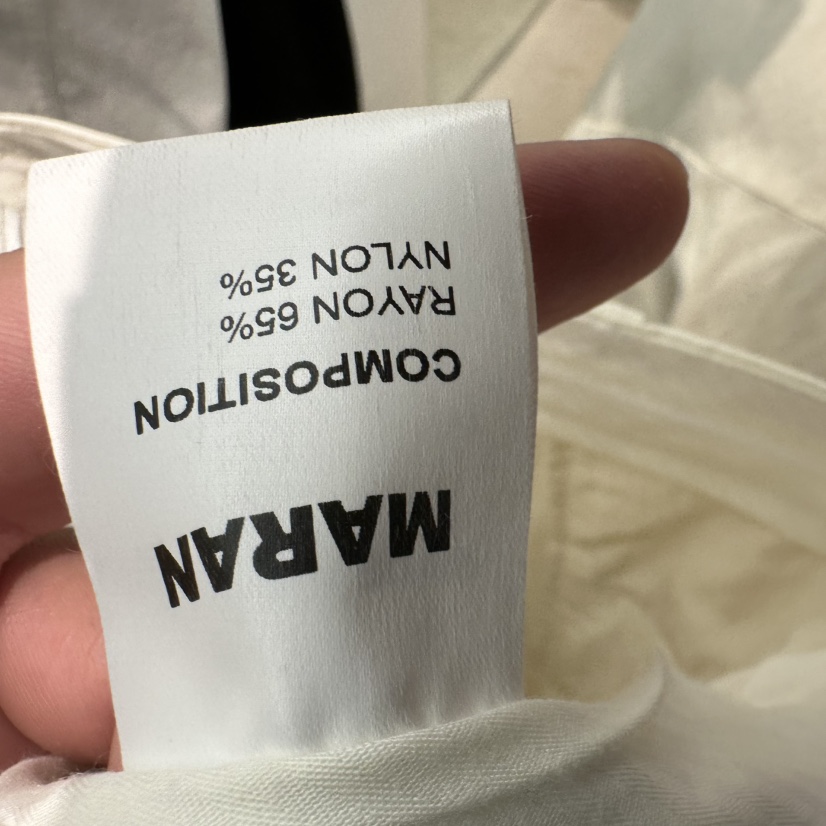 MARAN
COMPOSITION
RAYON 65%
NYLON 35%